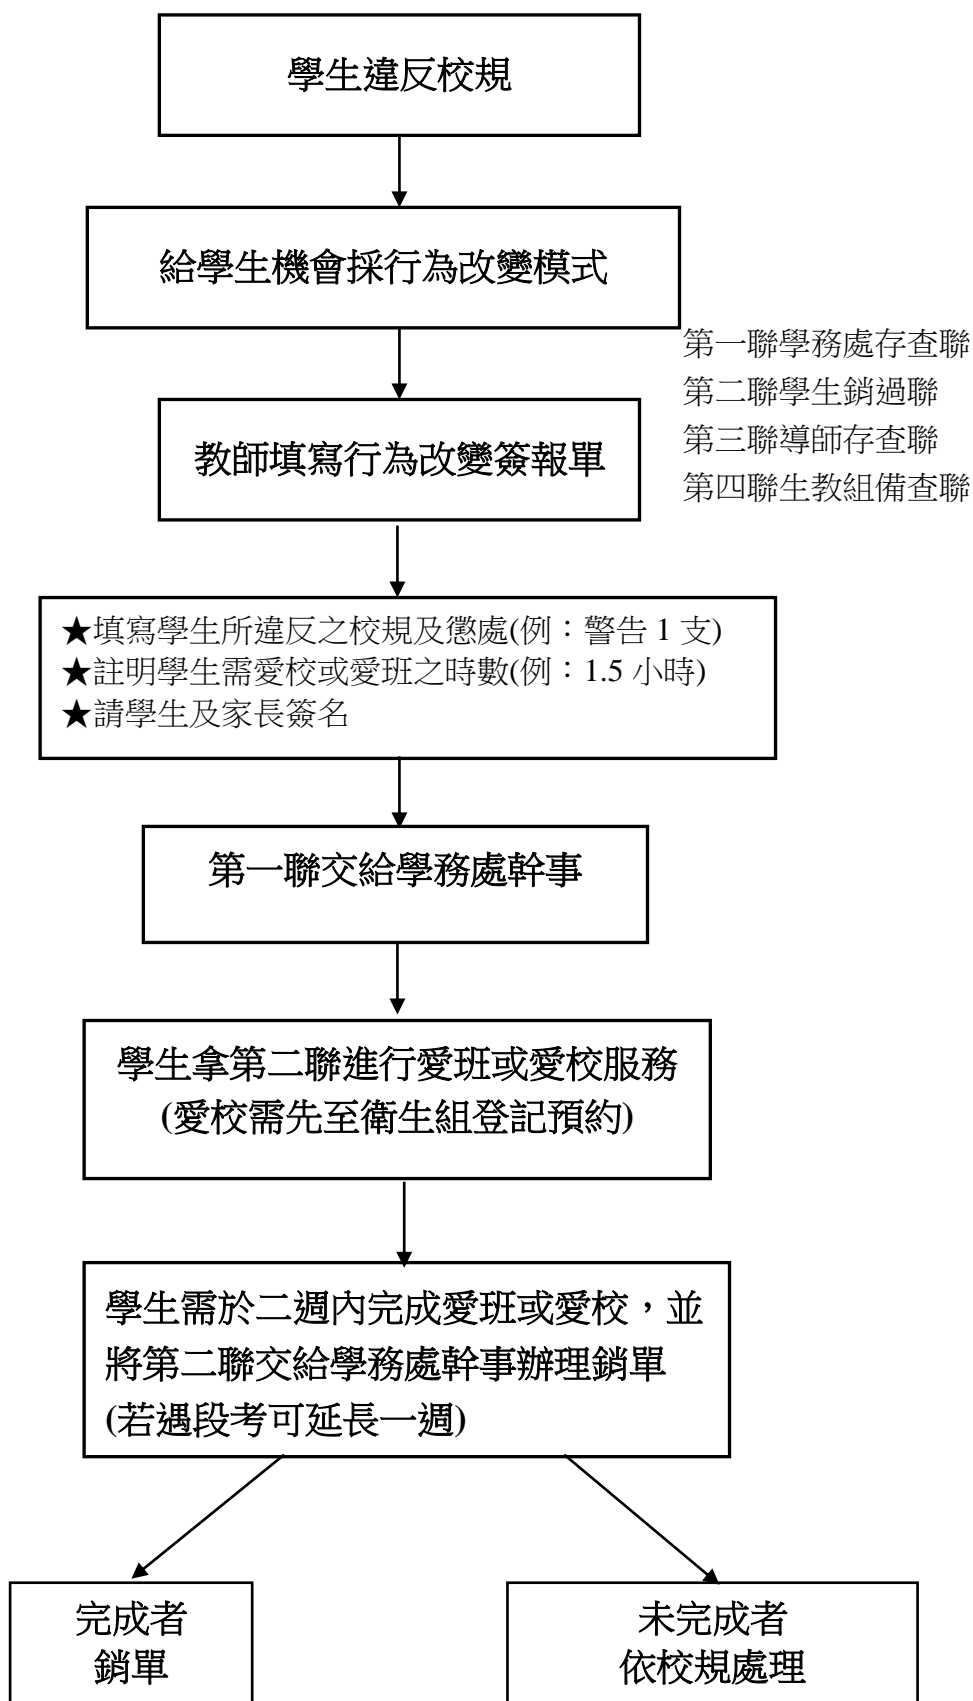 學生違反校規
給學生機會採行為改變模式
第一聯學務處存查聯
第二聯學生銷過聯
第三聯導師存查聯
第四聯生教組備查聯
教師填寫行為改變簽報單
★填寫學生所違反之校規及懲處(例：警告 1 支)
★註明學生需愛校或愛班之時數(例：1.5 小時)
★請學生及家長簽名
第一聯交給學務處幹事
學生拿第二聯進行愛班或愛校服務
(愛校需先至衛生組登記預約)
學生需於二週內完成愛班或愛校，並
將第二聯交給學務處幹事辦理銷單
(若遇段考可延長一週)
完成者
銷單
未完成者
依校規處理